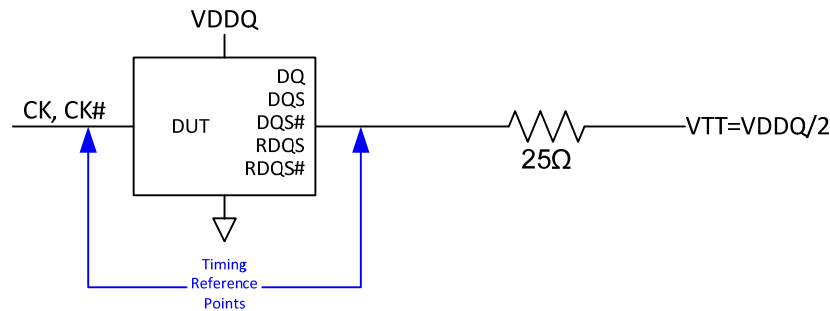 VDDQ
CK, CK#
DUT
DQ
DQS
DQS#
RDQS
RDQS#
25Ω
VTT=VDDQ/2
Timing
Reference
Points